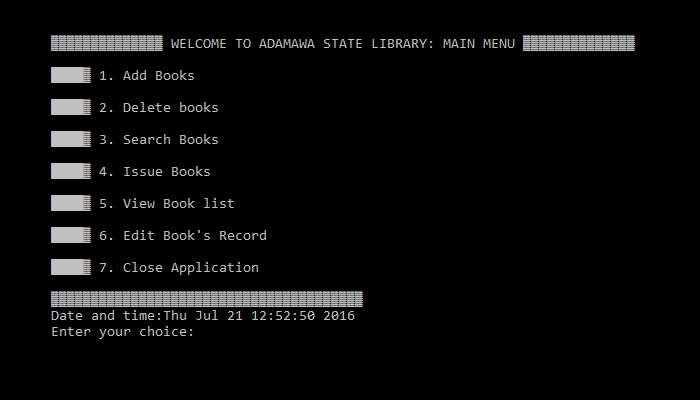 WELCOME TO ADAMAWA STATE LIBRARY: MAIN MENU
1. Add Books
2. Delete books
3. Search Books
4. Issue Books
5. View Book list
6. Edit Book's Record
7. Close Application
Date and time:Thu Jul 21 12:52:50 2016
Enter your choice: